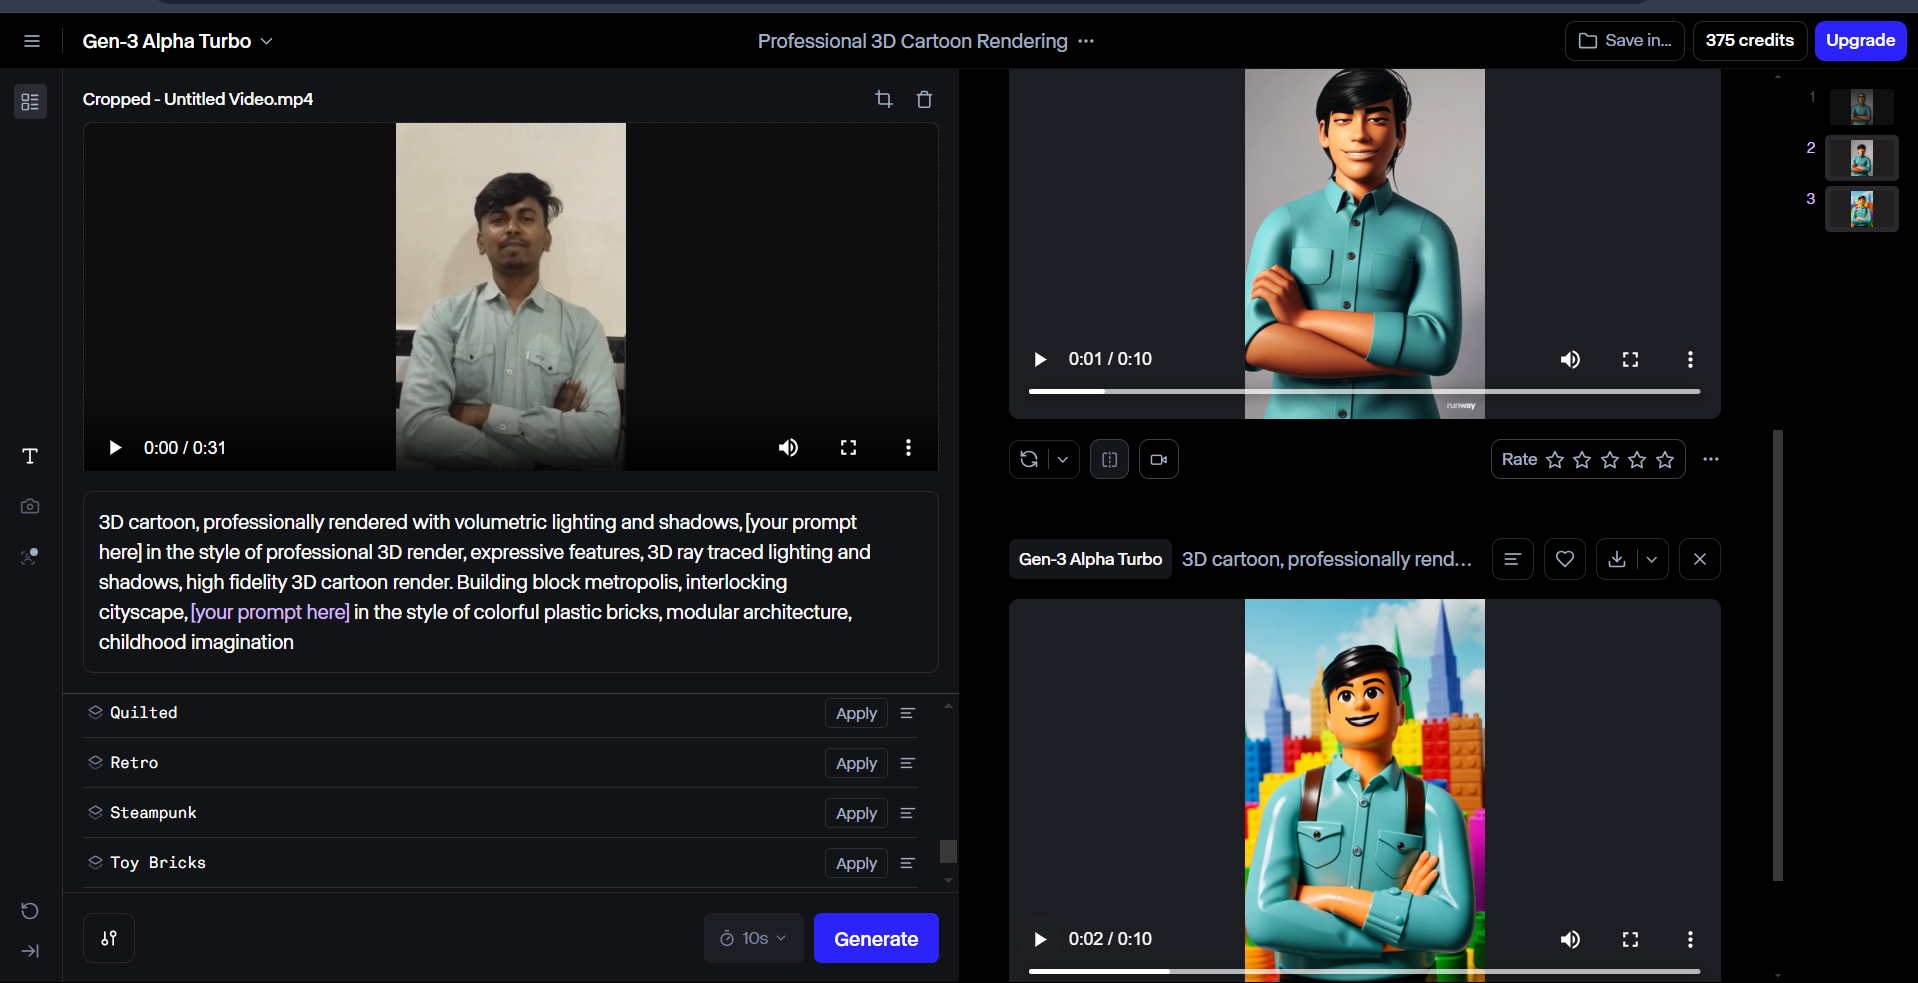 Gen-3 Alpha Turbo
Professional 3D Cartoon Rendering
Save in...
375 credits
Upgrade
Cropped - Untitled Video.mp4
0:00 / 0:31
3D cartoon, professionally rendered with volumetric lighting and shadows, [your prompt
here] in the style of professional 3D render, expressive features, 3D ray traced lighting and
shadows, high fidelity 3D cartoon render. Building block metropolis, interlocking
cityscape, [your prompt here] in the style of colorful plastic bricks, modular architecture,
childhood imagination
Quilted
Apply
Retro
Apply
Steampunk
Apply
Toy Bricks
Apply
10s
Generate
0:01 / 0:10
runway
Rate
Gen-3 Alpha Turbo
3D cartoon, professionally rend...
0:02 / 0:10
1
2
3